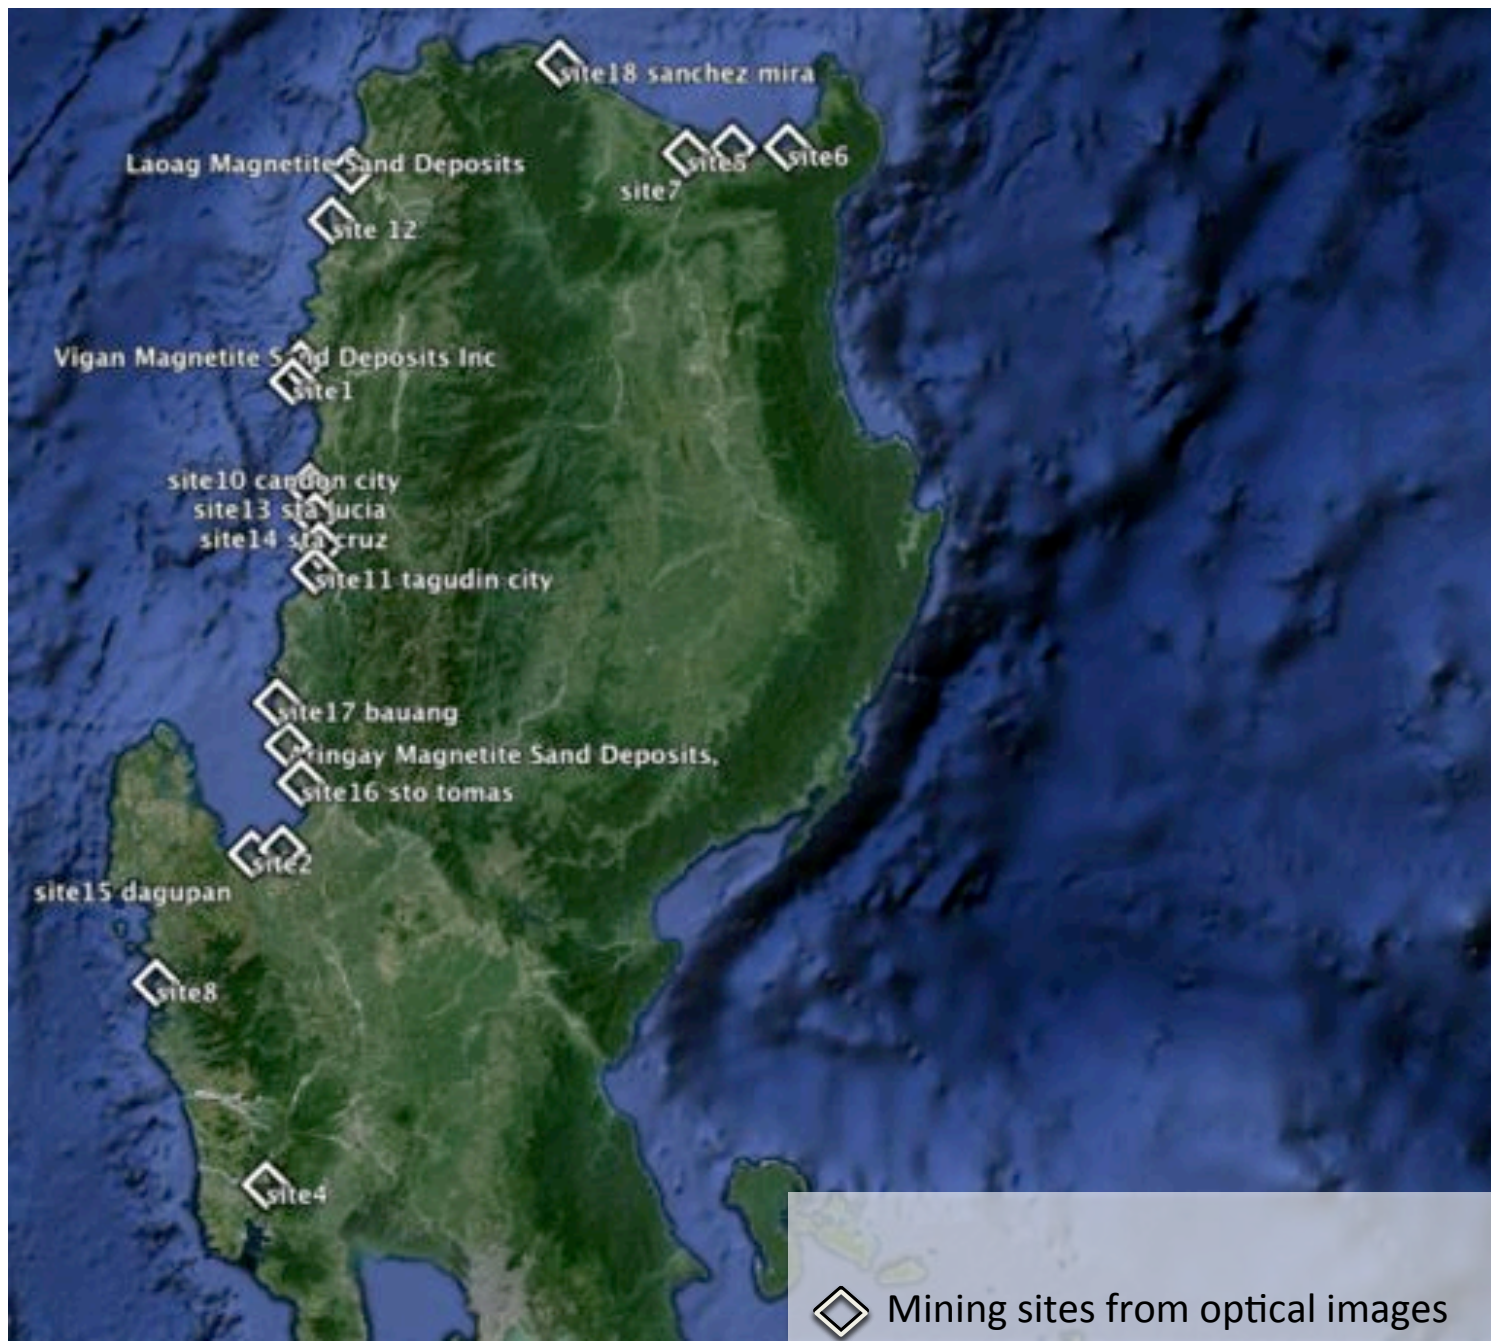 site18 sanchez mira
Laoag Magnetite Sand Deposits
site5
site6
site7
site 12
Vigan Magnetite Sand Deposits Inc
site1
site10 candon city
site13 sta lucia
site14 sta cruz
site11 tagudin city
site17 bauang
Aringay Magnetite Sand Deposits,
site16 sto tomas
site2
site15 dagupan
site8
site4
Mining sites from optical images